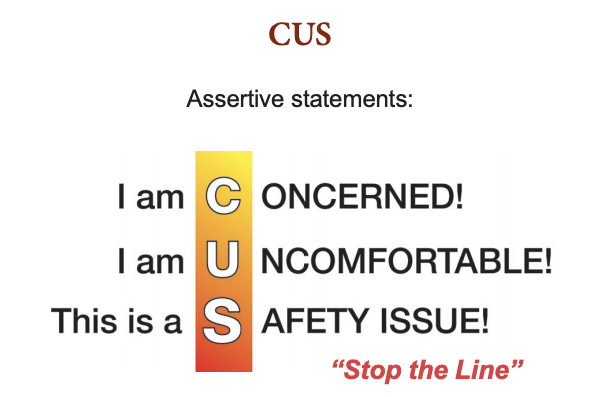 CUS
Assertive statements:
I am CONCERNED!
I am UNCOMFORTABLE!
This is a SAFETY ISSUE!
“Stop the Line”